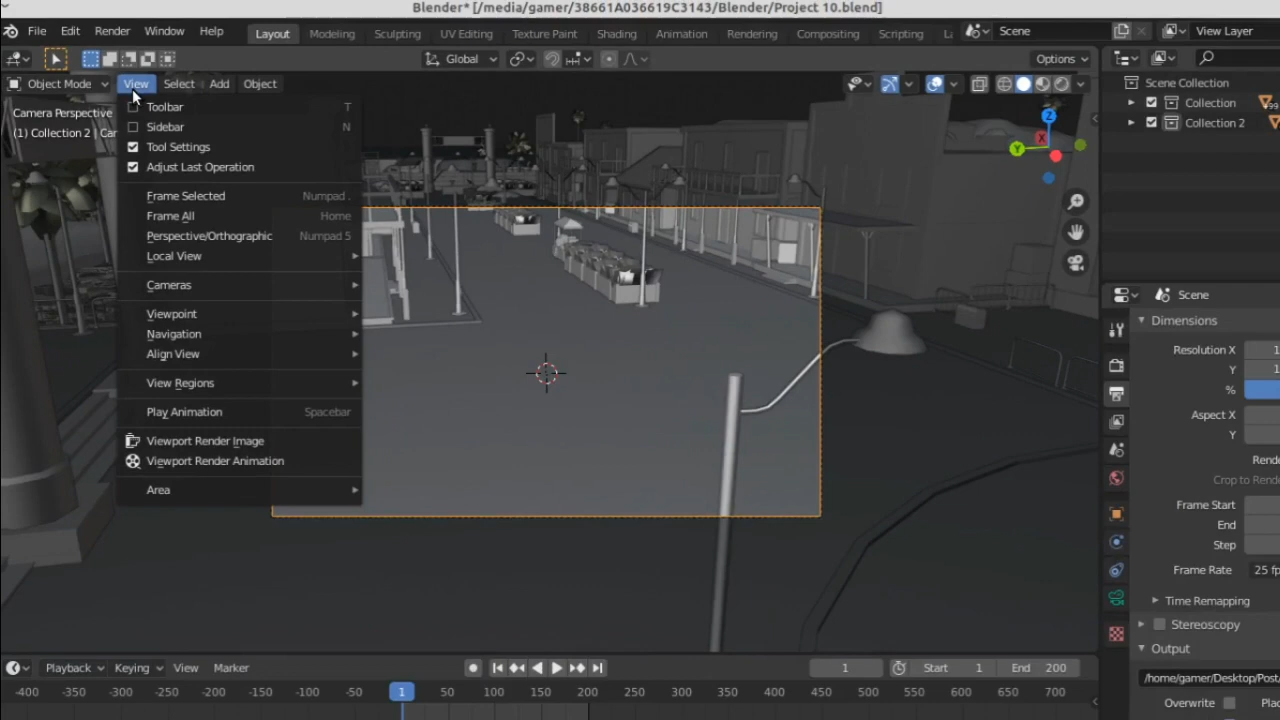 Blender* [/media/gamer/38661A036619C3143/Blender/Project 10.blend]
File Edit Render Window Help Layout Modeling Sculpting UV Editing Texture Paint Shading Animation Rendering Compositing Scripting Scene View Layer
Global Options
Object Mode View Select Add Object
Scene Collection
Collection
Collection 2
Camera Perspective
(1) Collection 2 | Car
Toolbar T
Sidebar N
Tool Settings
Adjust Last Operation
Frame Selected Numpad .
Frame All Home
Perspective/Orthographic Numpad 5
Local View
Cameras
Viewpoint
Navigation
Align View
View Regions
Play Animation Spacebar
Viewport Render Image
Viewport Render Animation
Area
Z
X
Y
Scene
Dimensions
Resolution X 1
Y 1
%
Aspect X
Y
Rende
Crop to Rende
Frame Start
End
Step
Frame Rate 25 fp
Time Remapping
Stereoscopy
Output
/home/gamer/Desktop/Post/
Overwrite Plac
Playback Keying View Marker 1 Start 1 End 200
-400 -350 -300 -250 -200 -150 -100 -50 1 50 100 150 200 250 300 350 400 450 500 550 600 650 700